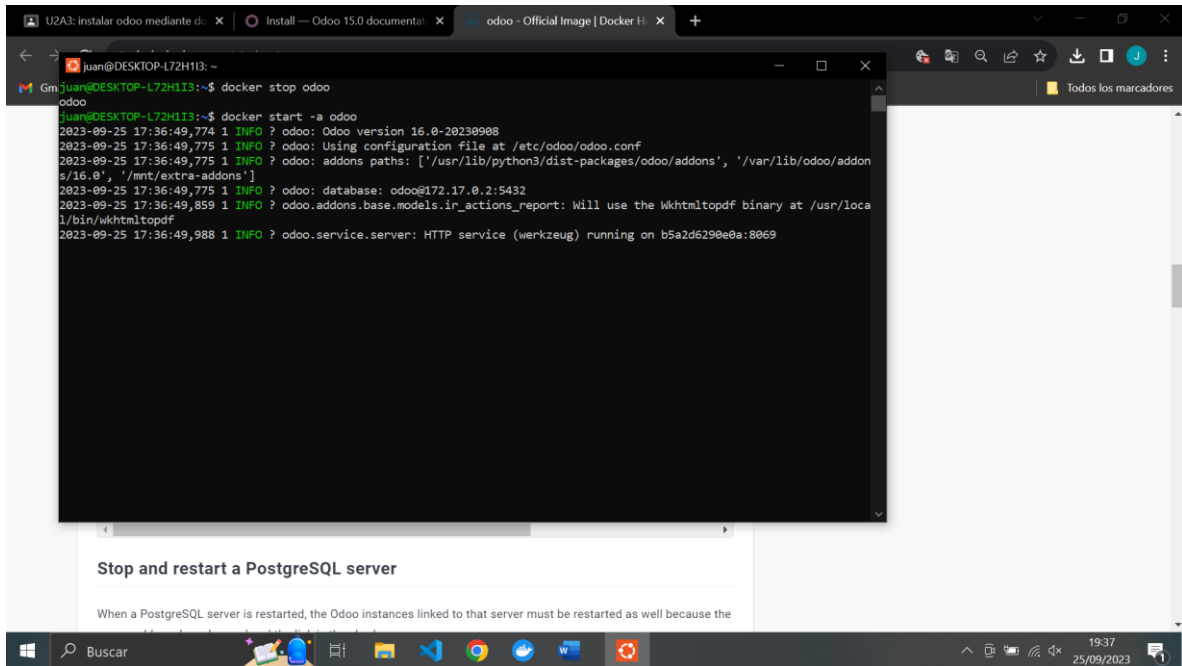 U2A3: instalar odoo mediante do
Install — Odoo 15.0 documentati
odoo - Official Image | Docker H
juan@DESKTOP-L72H1I3: ~
Gm
Todos los marcadores
J
juan@DESKTOP-L72H1I3:~$ docker stop odoo
odoo
juan@DESKTOP-L72H1I3:~$ docker start -a odoo
2023-09-25 17:36:49,774 1 INFO ? odoo: Odoo version 16.0-20230908
2023-09-25 17:36:49,775 1 INFO ? odoo: Using configuration file at /etc/odoo/odoo.conf
2023-09-25 17:36:49,775 1 INFO ? odoo: addons paths: ['/usr/lib/python3/dist-packages/odoo/addons', '/var/lib/odoo/addon
s/16.0', '/mnt/extra-addons']
2023-09-25 17:36:49,775 1 INFO ? odoo: database: odoo@172.17.0.2:5432
2023-09-25 17:36:49,859 1 INFO ? odoo.addons.base.models.ir_actions_report: Will use the Wkhtmltopdf binary at /usr/loca
l/bin/wkhtmltopdf
2023-09-25 17:36:49,988 1 INFO ? odoo.service.server: HTTP service (werkzeug) running on b5a2d6290e0a:8069
Stop and restart a PostgreSQL server
When a PostgreSQL server is restarted, the Odoo instances linked to that server must be restarted as well because the
Buscar
19:37
25/09/2023